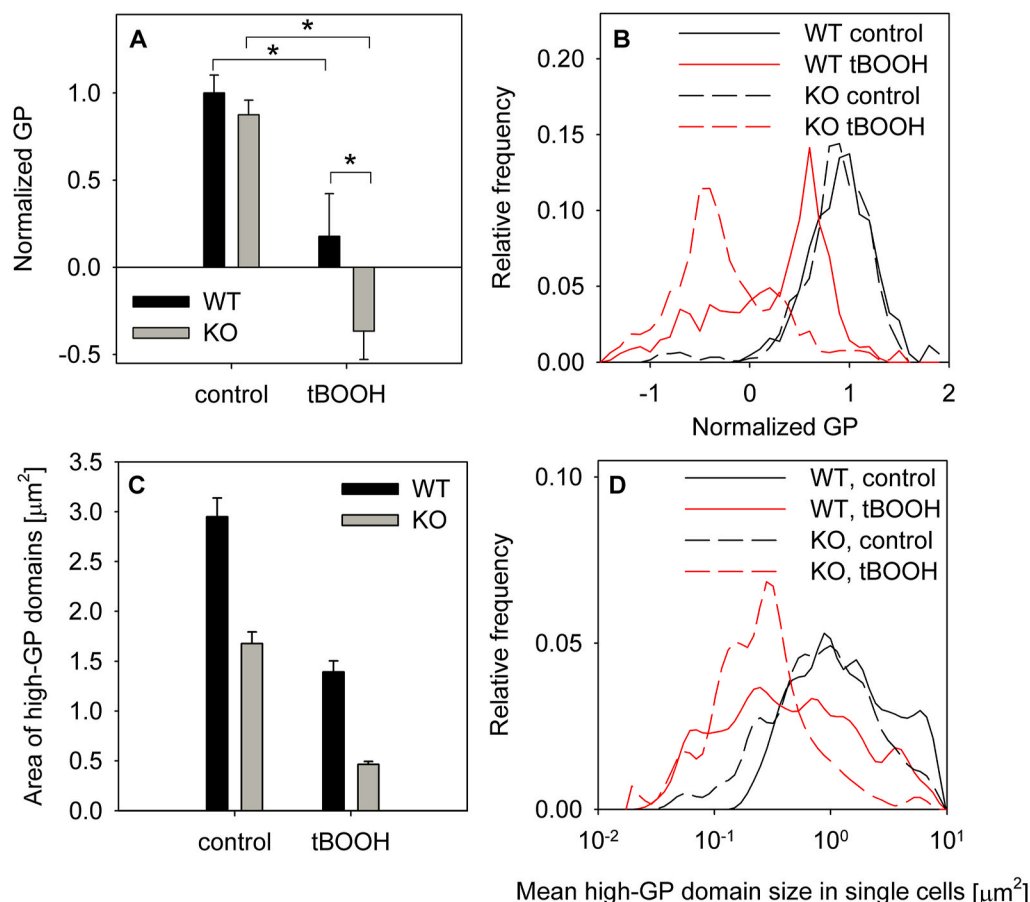 A
*
*
*
Normalized GP
1.0
0.5
0.0
-0.5
WT
KO
control tBOOH
B
WT control
WT tBOOH
KO control
KO tBOOH
Relative frequency
0.20
0.15
0.10
0.05
0.00
-1 0 1 2
Normalized GP
C
WT
KO
Area of high-GP domains [μm²]
3.5
3.0
2.5
2.0
1.5
1.0
0.5
0.0
control tBOOH
D
WT, control
WT, tBOOH
KO, control
KO, tBOOH
Relative frequency
0.10
0.05
0.00
10⁻² 10⁻¹ 10⁰ 10¹
Mean high-GP domain size in single cells [μm²]